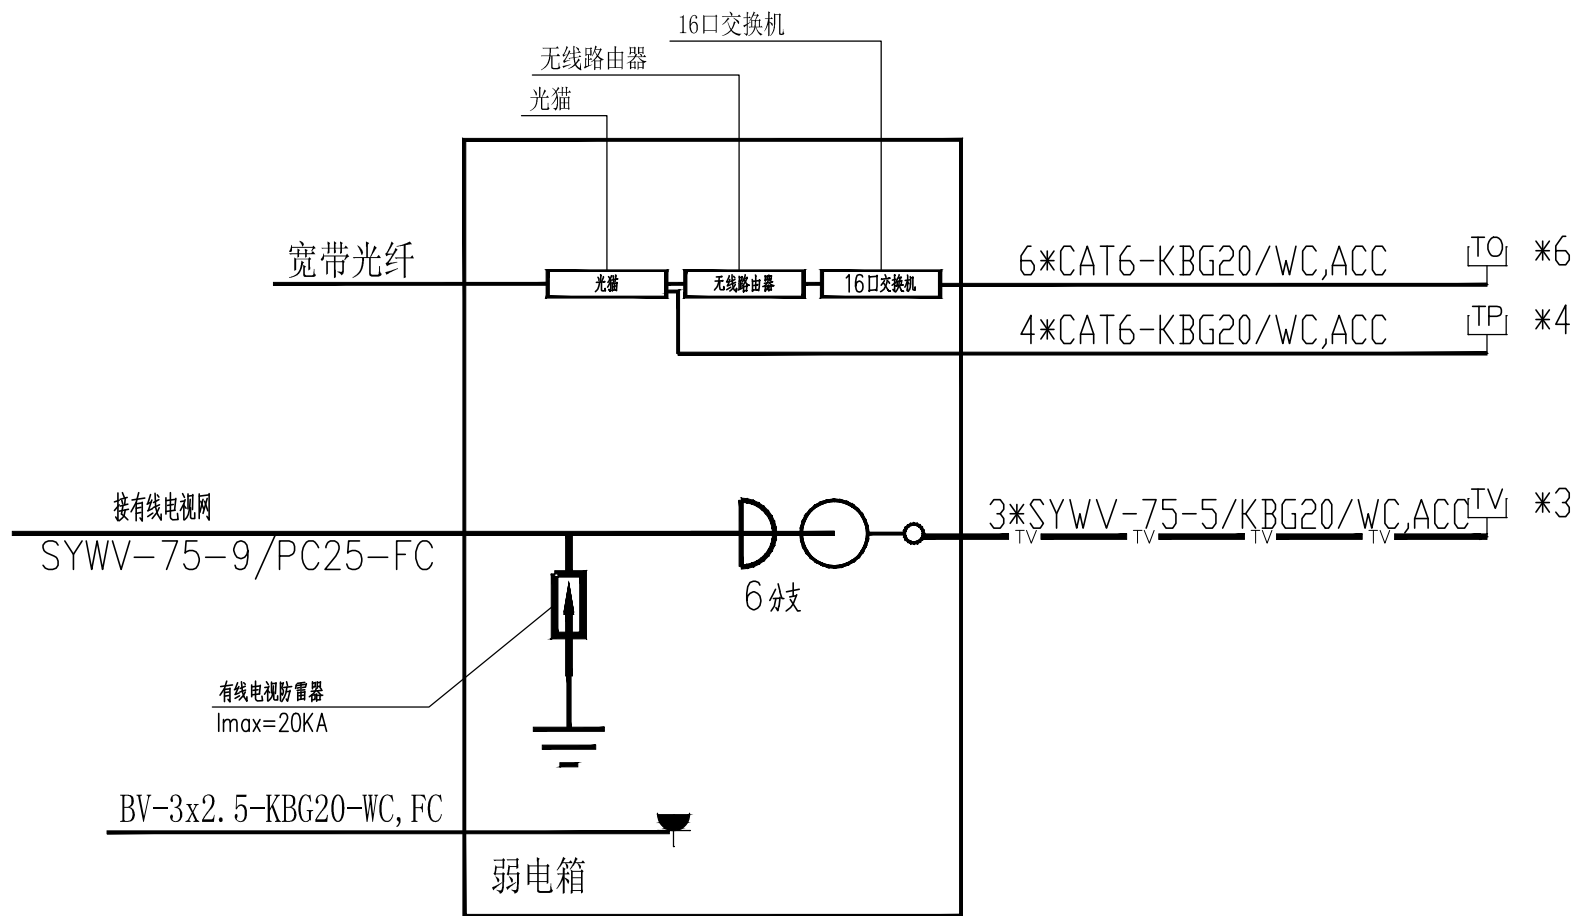 16口交换机
无线路由器
光猫
宽带光纤
光猫
无线路由器
16口交换机
6*CAT6-KBG20/WC,ACC
TO
*6
4*CAT6-KBG20/WC,ACC
TP
*4
接有线电视网
SYWV-75-9/PC25-FC
6分支
3*SYWV-75-5/KBG20/WC,ACC
TV
*3
TV
TV
TV
TV
有线电视防雷器
Imax=20KA
BV-3x2.5-KBG20-WC,FC
弱电箱